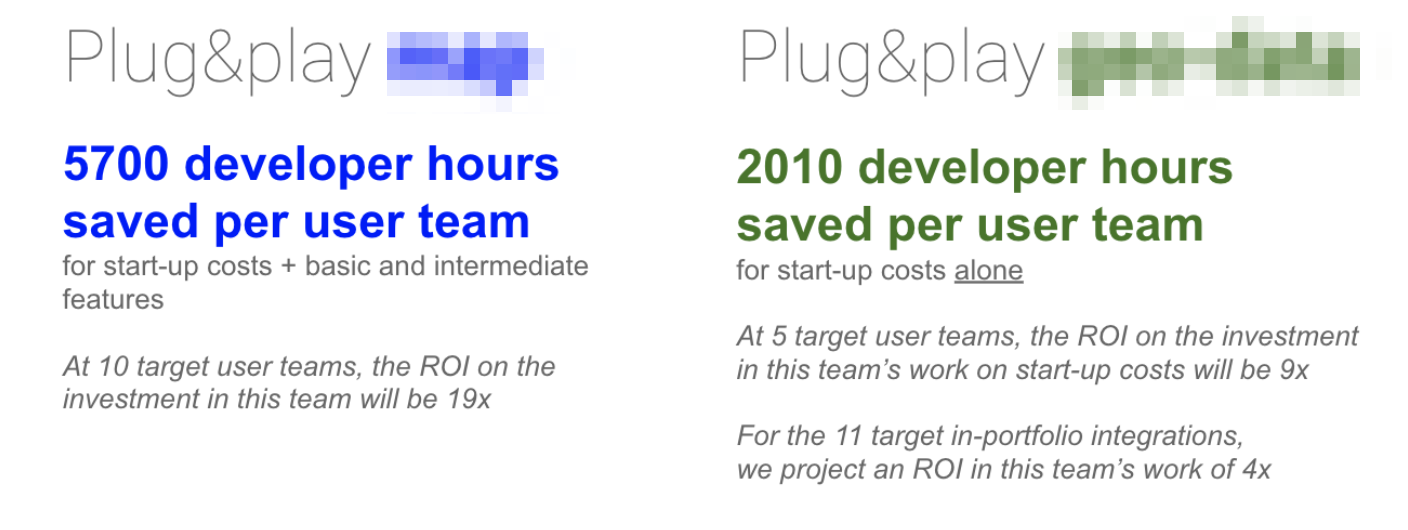 Plug&play
5700 developer hours
saved per user team
for start-up costs + basic and intermediate
features
At 10 target user teams, the ROI on the
investment in this team will be 19x
Plug&play
2010 developer hours
saved per user team
for start-up costs alone
At 5 target user teams, the ROI on the investment
in this team’s work on start-up costs will be 9x
For the 11 target in-portfolio integrations,
we project an ROI in this team’s work of 4x